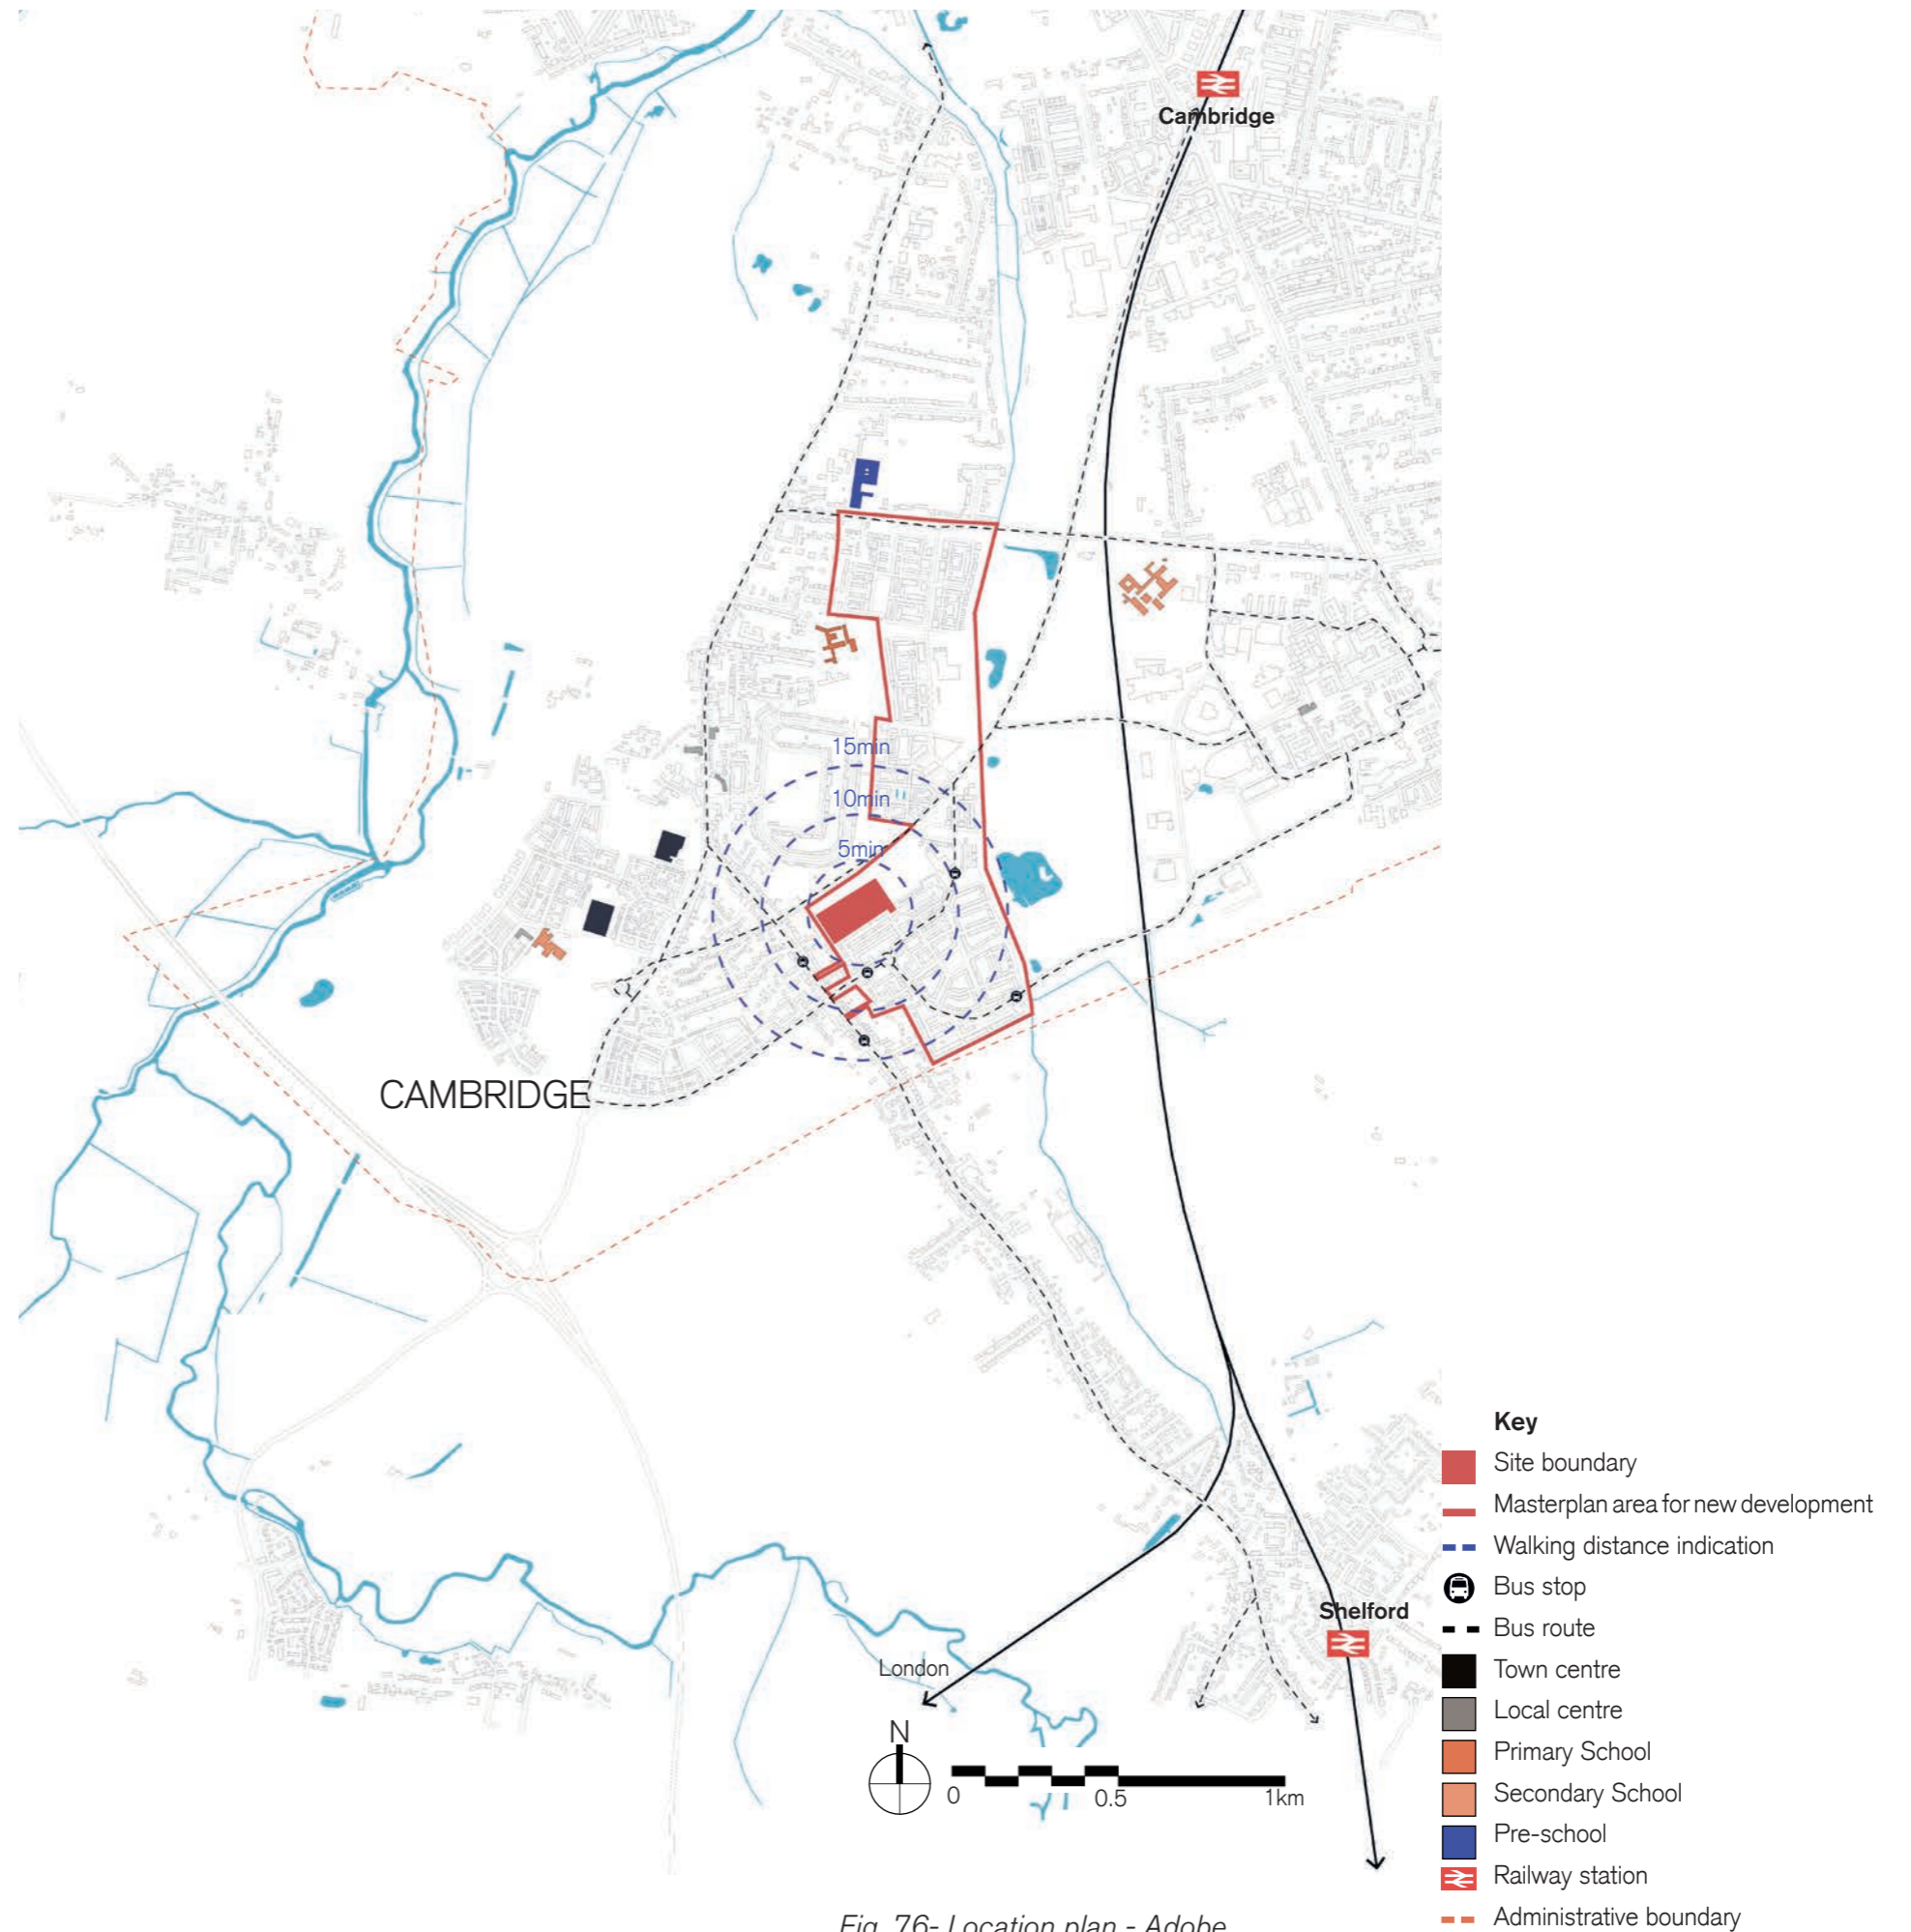 Cambridge
15min
10min
5min
CAMBRIDGE
Shelford
London
N
0
0.5
1km
Key
Site boundary
Masterplan area for new development
Walking distance indication
Bus stop
Bus route
Town centre
Local centre
Primary School
Secondary School
Pre-school
Railway station
Administrative boundary
Fig. 76- Location plan - Adobe